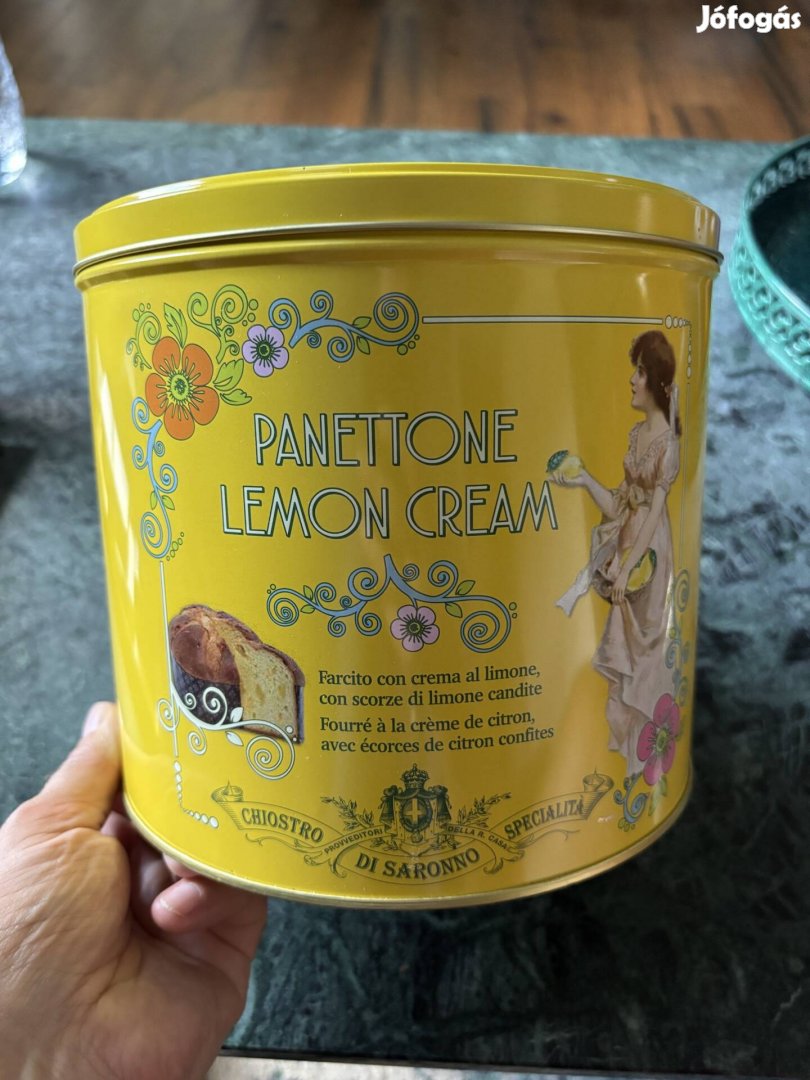 Jófogás
PANETTONE
LEMON CREAM
Farcito con crema al limone,
con scorze di limone candite
Fourré à la crème de citron,
avec écorces de citron confites
CHIOSTRO
PROVVEDITORI DELLA R. CASA
SPECIALITÀ
DI SARONNO